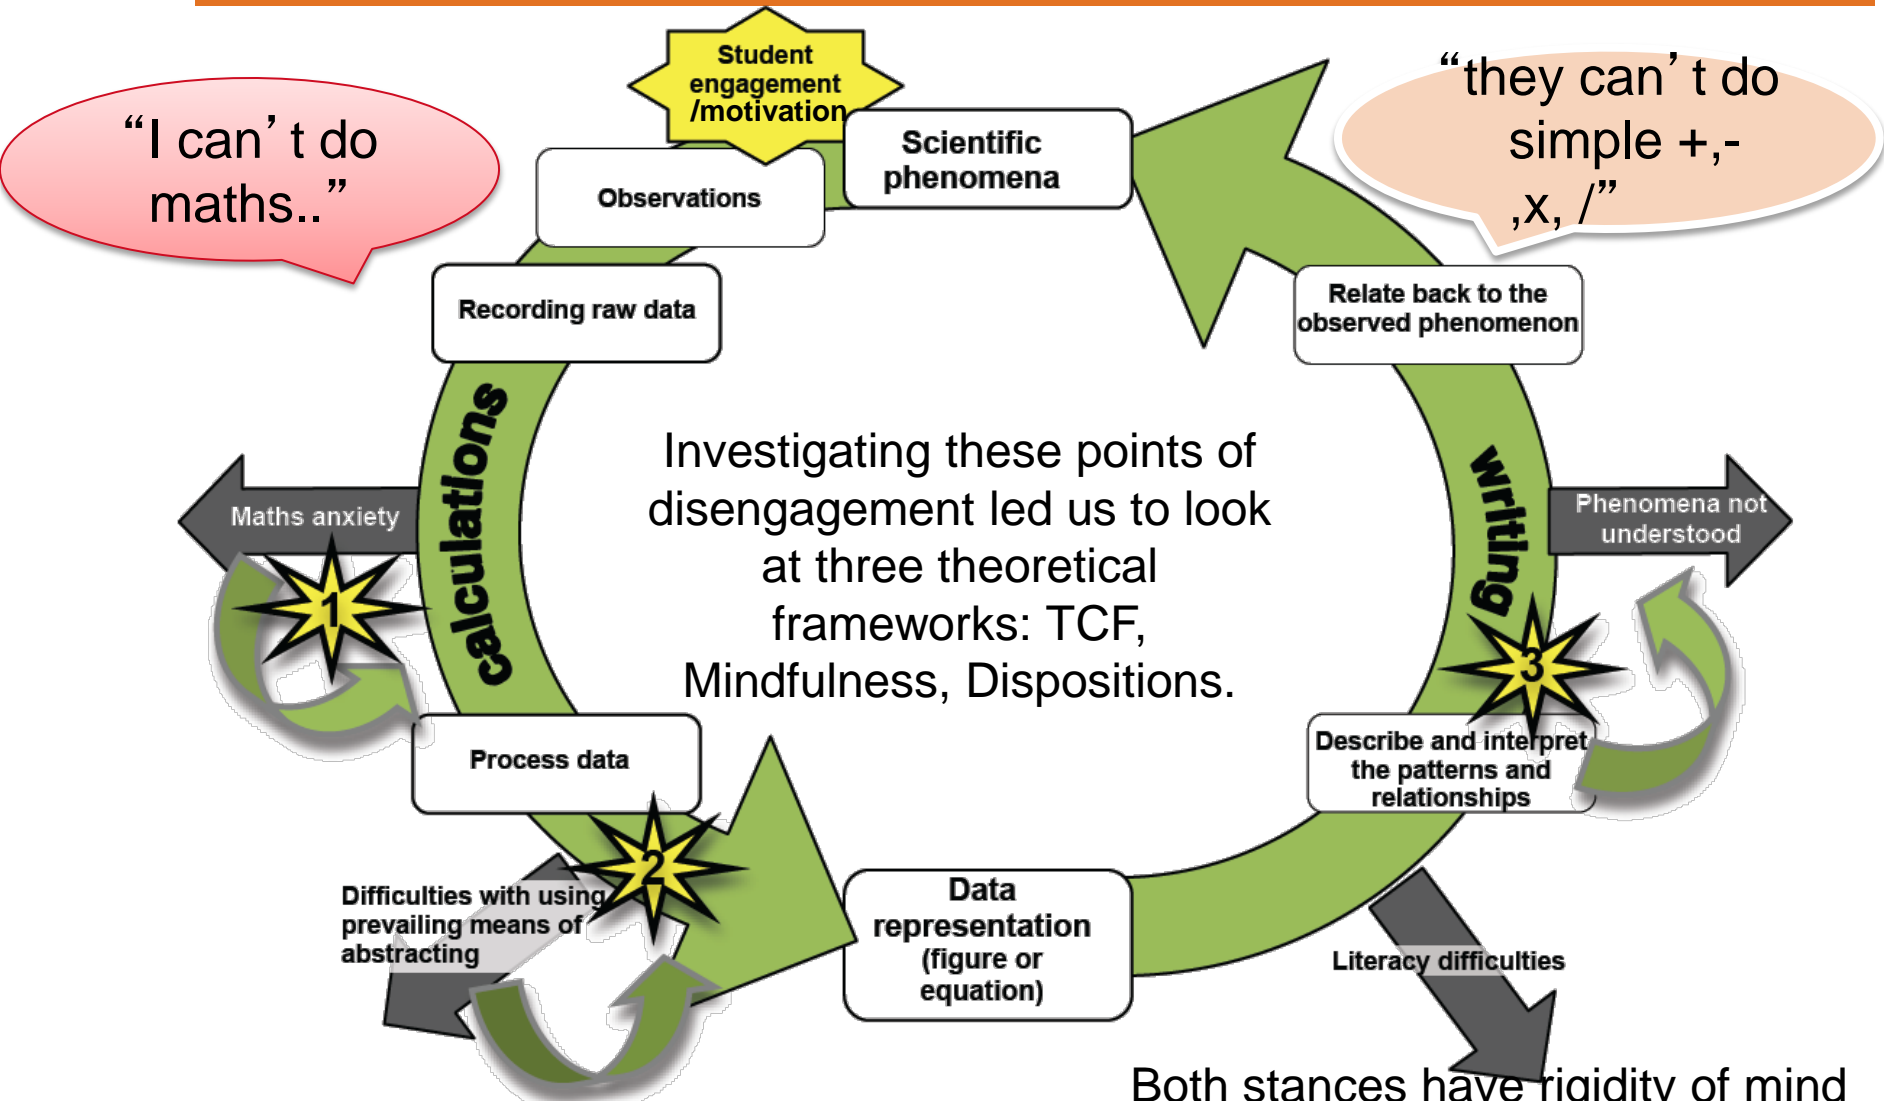 Student
engagement
/motivation
“I can’t do
maths..”
“they can’t do
simple +,-
,x, /”
Scientific
phenomena
Observations
Recording raw data
Relate back to the
observed phenomenon
calculations
writing
Investigating these points of
disengagement led us to look
at three theoretical
frameworks: TCF,
Mindfulness, Dispositions.
Maths anxiety
Phenomena not
understood
1
3
Process data
Describe and interpret
the patterns and
relationships
2
Difficulties with using
prevailing means of
abstracting
Data
representation
(figure or
equation)
Literacy difficulties
Both stances have rigidity of mind